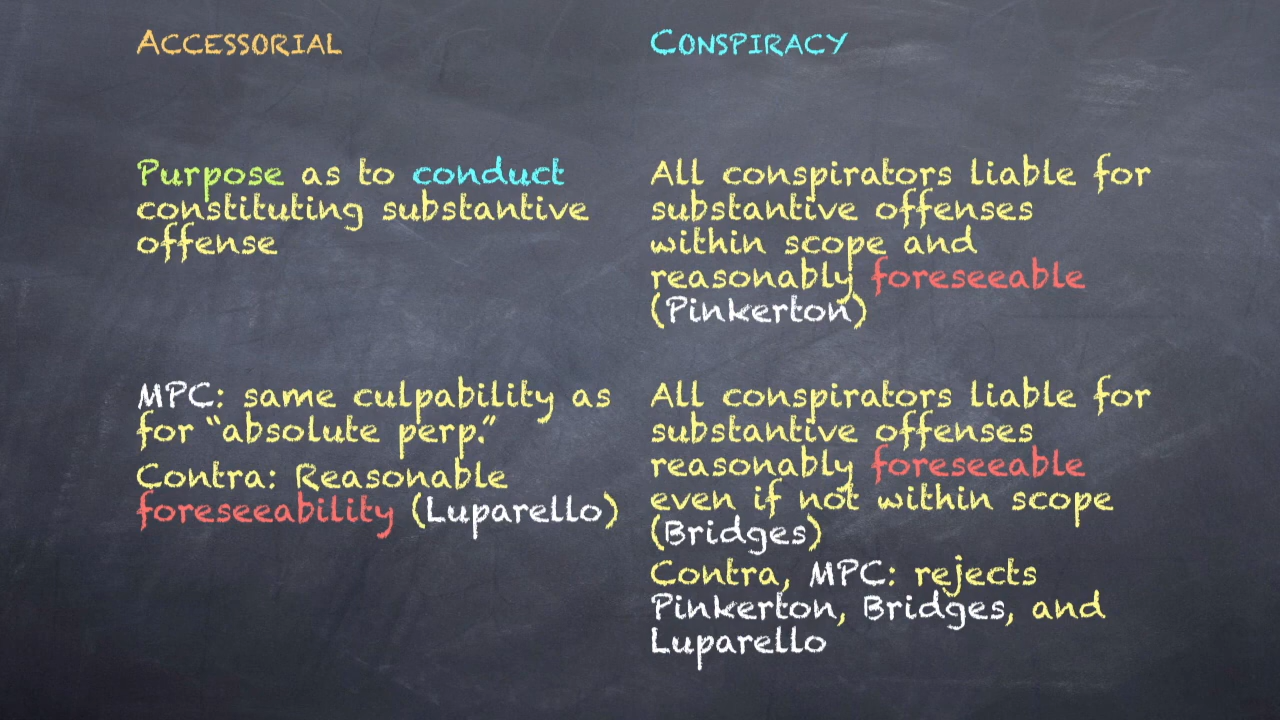 ACCESSORIAL
Purpose as to conduct
constituting substantive
offense
MPC: same culpability as
for “absolute perp.”
Contra: Reasonable
foreseeability (Luparello)
CONSPIRACY
All conspirators liable for
substantive offenses
within scope and
reasonably foreseeable
(Pinkerton)
All conspirators liable for
substantive offenses
reasonably foreseeable
even if not within scope
(Bridges)
Contra, MPC: rejects
Pinkerton, Bridges, and
Luparello